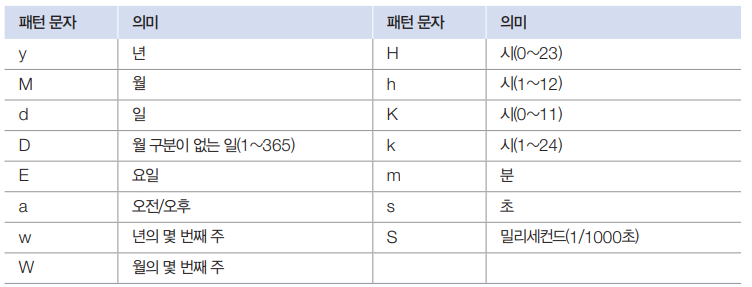 패턴 문자 의미 패턴 문자 의미
y 년 H 시(0~23)
M 월 h 시(1~12)
d 일 K 시(0~11)
D 월 구분이 없는 일(1~365) k 시(1~24)
E 요일 m 분
a 오전/오후 s 초
w 년의 몇 번째 주 S 밀리세컨드(1/1000초)
W 월의 몇 번째 주